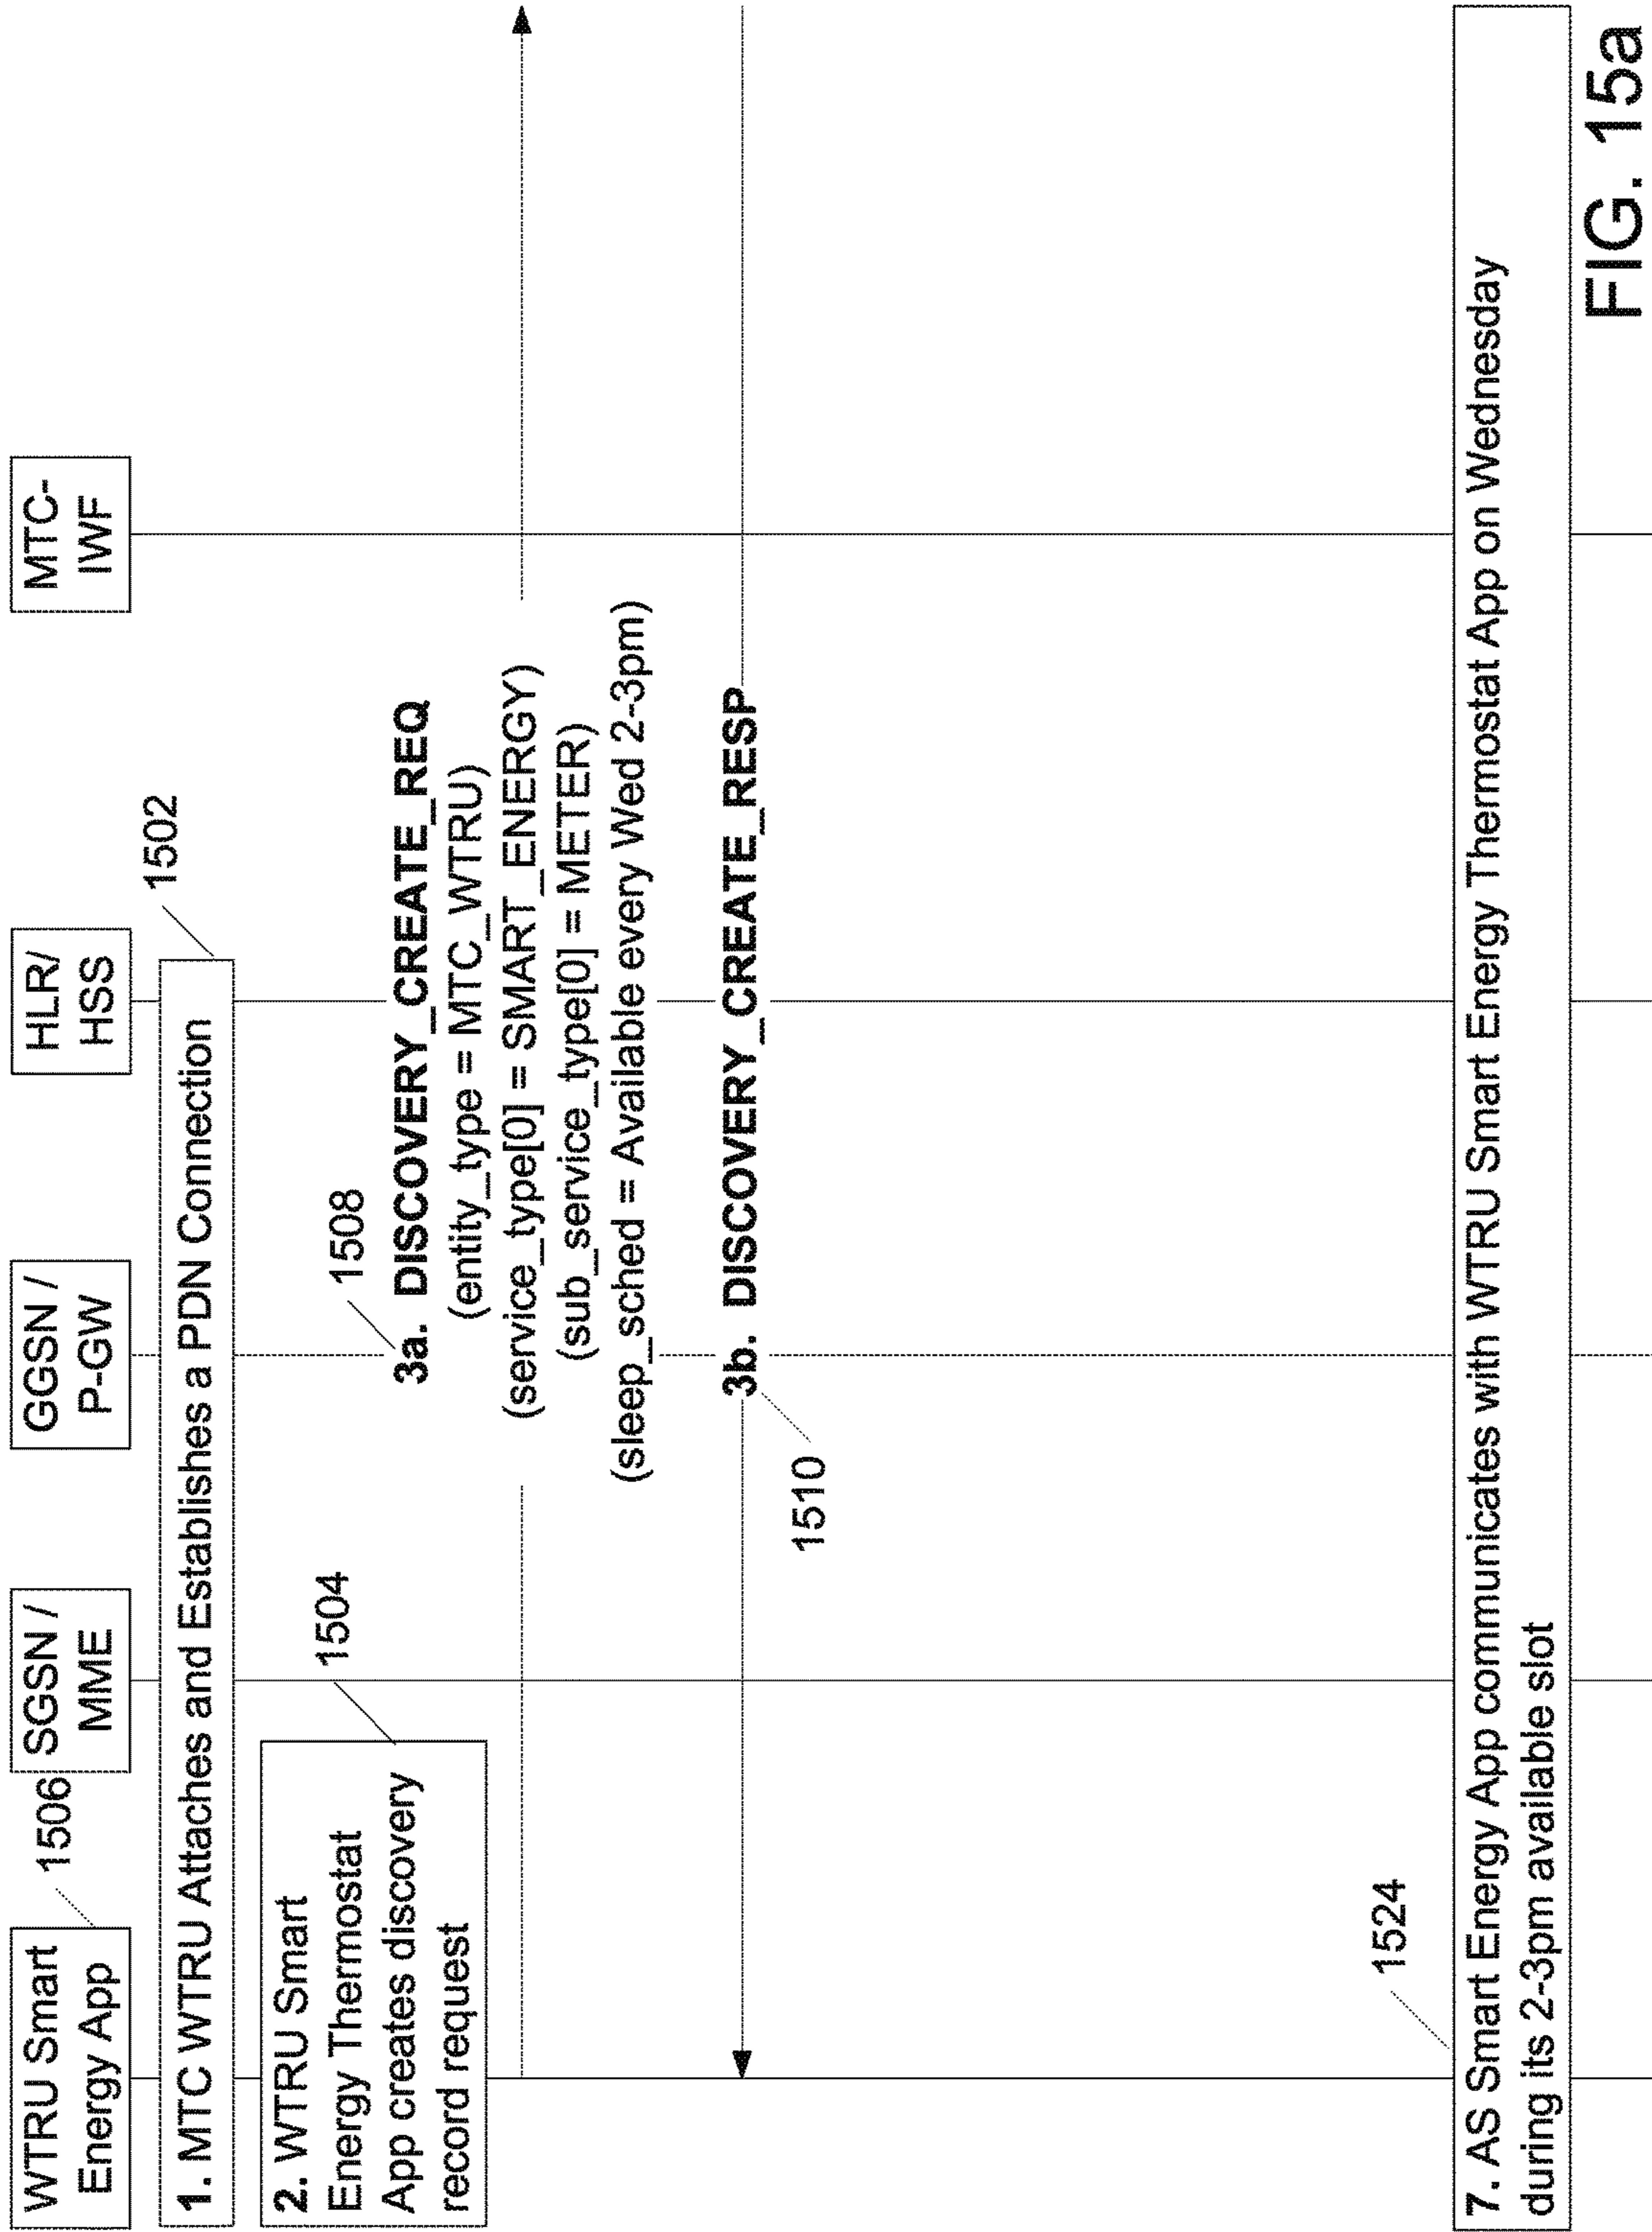 WTRU Smart
Energy App
1506
SGSN /
MME
GGSN /
P-GW
HLR/
HSS
MTC-
IWF
1. MTC WTRU Attaches and Establishes a PDN Connection
1502
2. WTRU Smart
Energy Thermostat
App creates discovery
record request
1504
1508
3a. DISCOVERY_CREATE_REQ
(entity_type = MTC_WTRU)
(service_type[0] = SMART_ENERGY)
(sub_service_type[0] = METER)
(sleep_sched = Available every Wed 2-3pm)
3b. DISCOVERY_CREATE_RESP
1510
1524
7. AS Smart Energy App communicates with WTRU Smart Energy Thermostat App on Wednesday
during its 2-3pm available slot
FIG. 15a